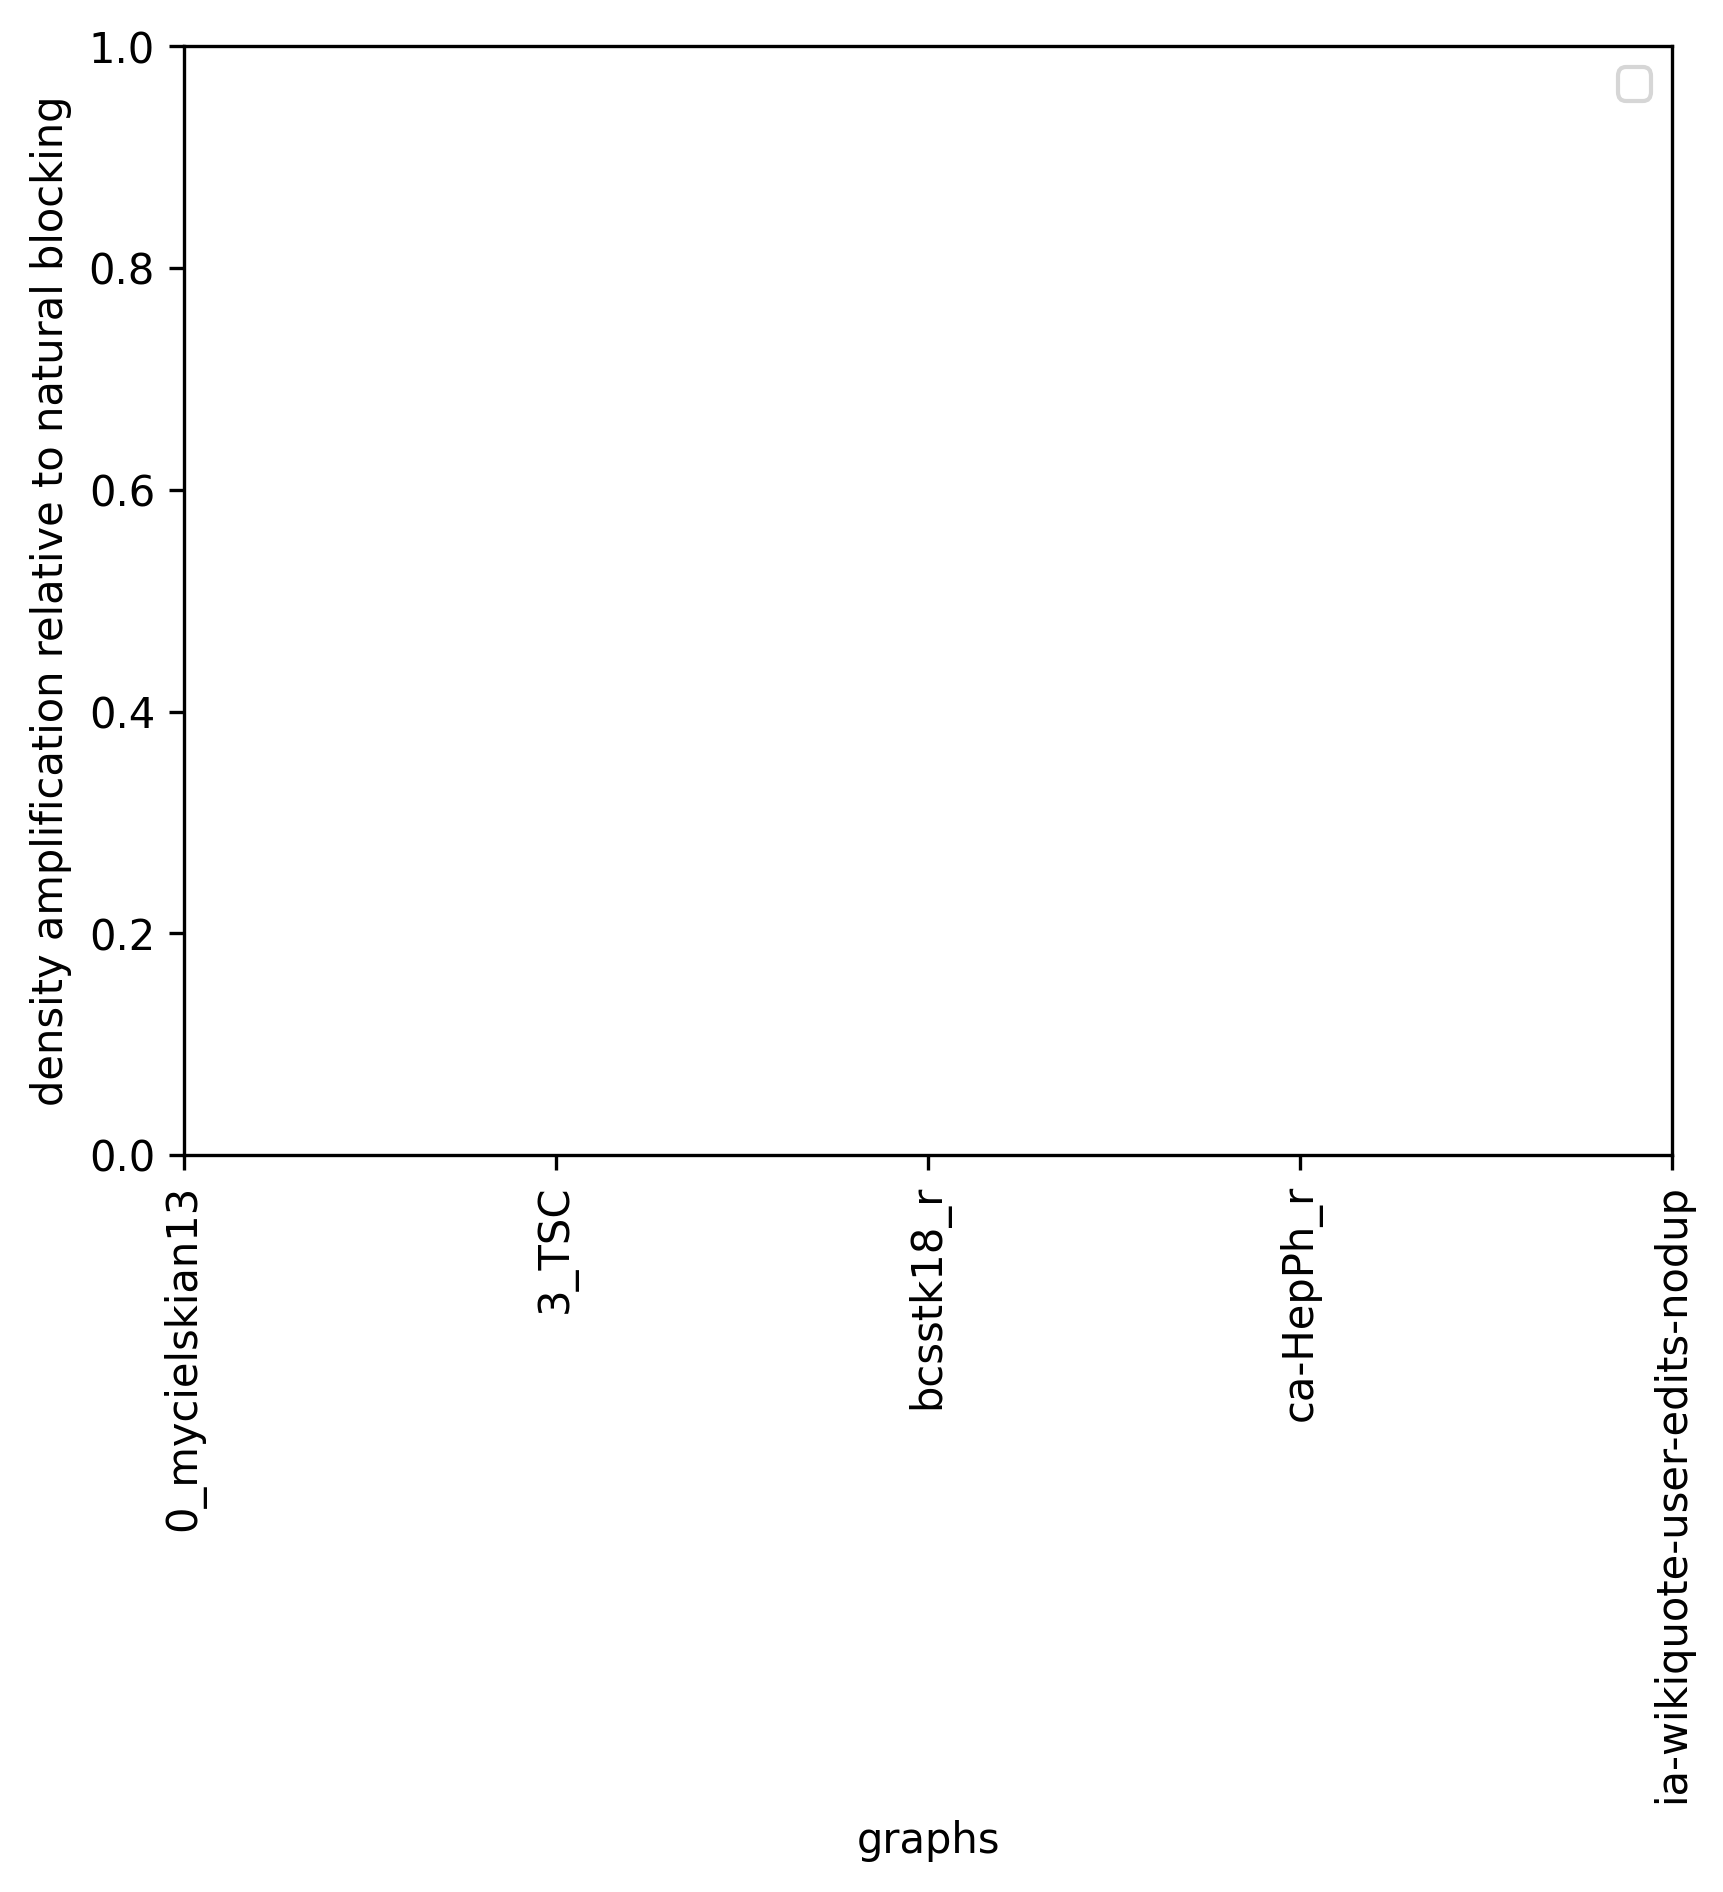 density amplification relative to natural blocking
1.0
0.8
0.6
0.4
0.2
0.0
0_mycielskian13
3_TSC
bcsstk18_r
ca-HepPh_r
ia-wikiquote-user-edits-nodup
graphs